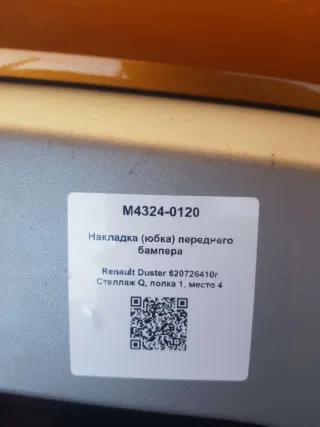 M4324-0120
Накладка (юбка) переднего
бампера
Renault Duster 620726410r
Стеллаж Q, полка 1, место 4